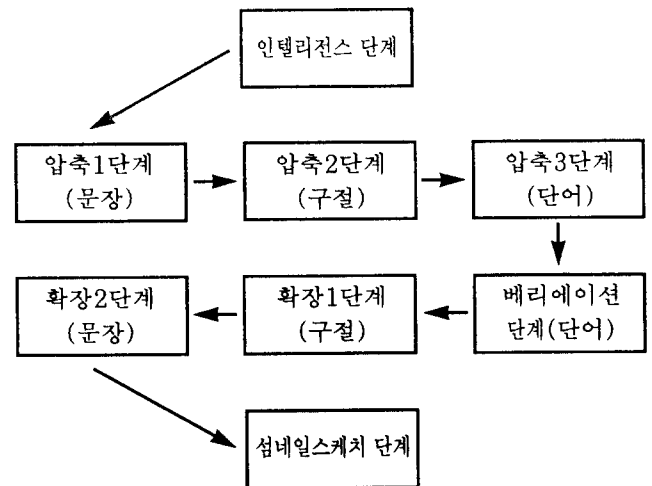 인텔리전스 단계
압축1단계
(문장)
압축2단계
(구절)
압축3단계
(단어)
베리에이션
단계(단어)
확장1단계
(구절)
확장2단계
(문장)
섬네일스케치 단계